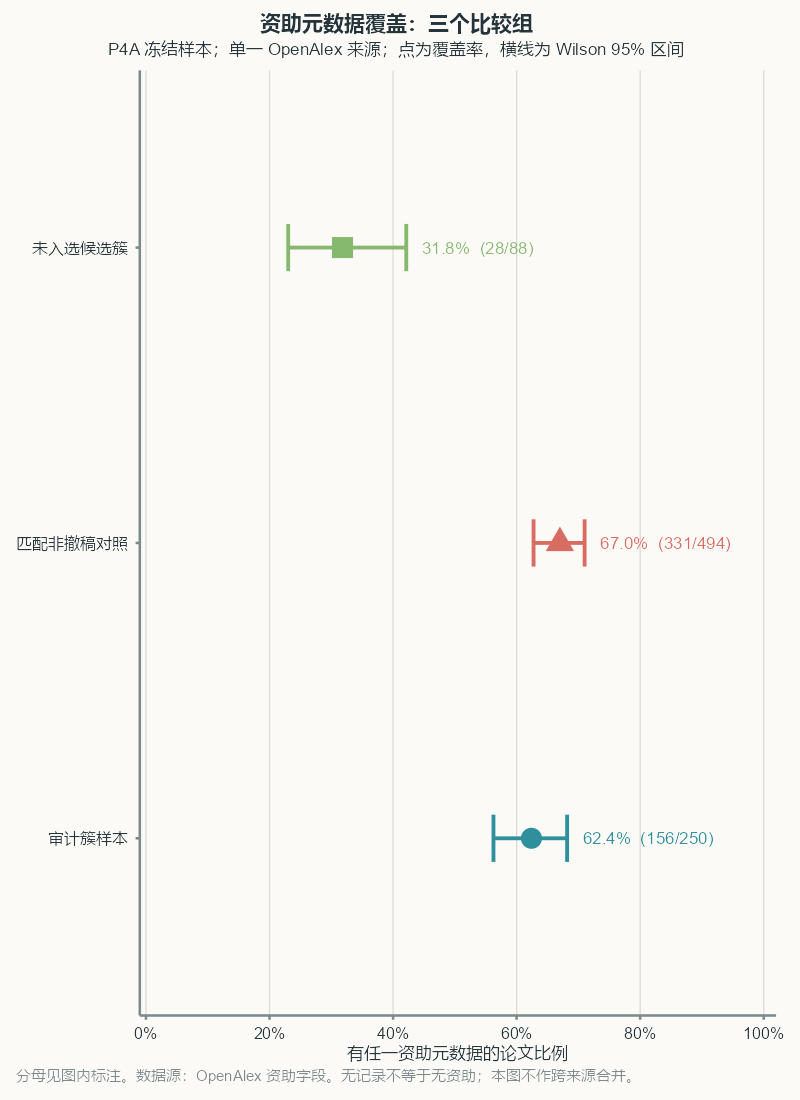 资助元数据覆盖：三个比较组
P4A 冻结样本；单一 OpenAlex 来源；点为覆盖率，横线为 Wilson 95% 区间
未入选候选簇
31.8%（28/88）
匹配非撤稿对照
67.0%（331/494）
审计簇样本
62.4%（156/250）
0% 20% 40% 60% 80% 100%
有任一资助元数据的论文比例
分母见图内标注。数据源：OpenAlex 资助字段。无记录不等于无资助；本图不作跨来源合并。